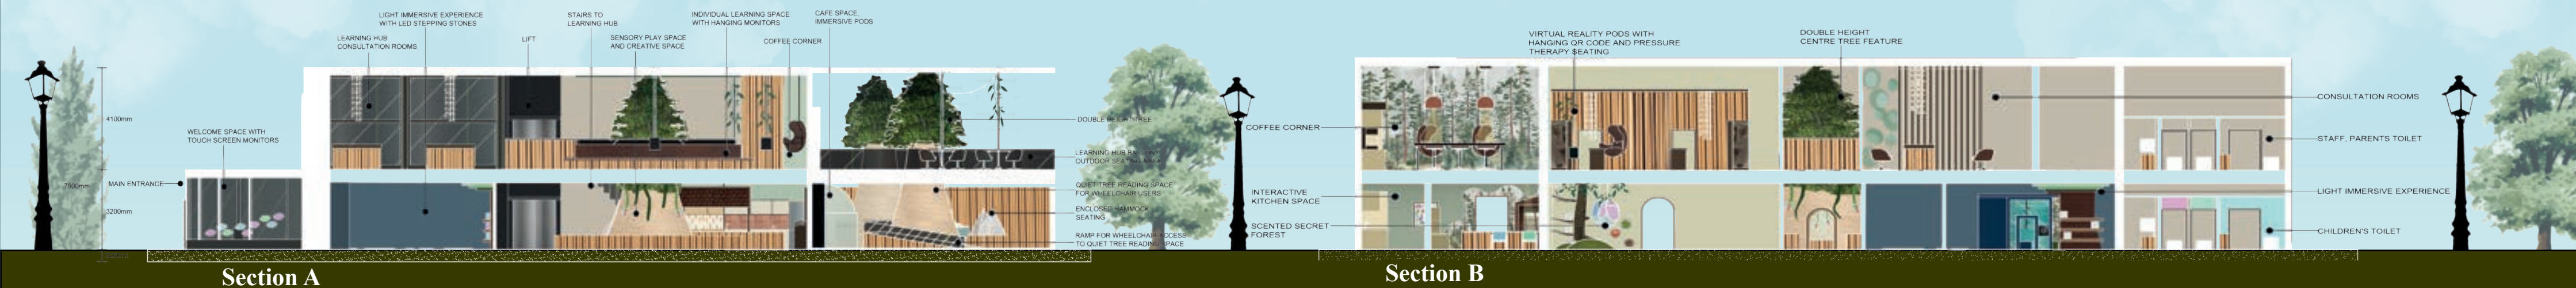 LIGHT IMMERSIVE EXPERIENCE
WITH LED STEPPING STONES
LEARNING HUB
CONSULTATION ROOMS
LIFT
STAIRS TO
LEARNING HUB
SENSORY PLAY SPACE
AND CREATIVE SPACE
INDIVIDUAL LEARNING SPACE
WITH HANGING MONITORS
COFFEE CORNER
CAFE SPACE,
IMMERSIVE PODS
WELCOME SPACE WITH
TOUCH SCREEN MONITORS
MAIN ENTRANCE
4100mm
7800mm
3200mm
DOUBLE HEIGHT TREE
LEARNING HUB
OUTDOOR
QUIET TREE READING SPACE
FOR WHEELCHAIR USERS
ENCLOSED HAMMOCK
SEATING
RAMP FOR WHEELCHAIR ACCESS
TO QUIET TREE READING SPACE
Section A
VIRTUAL REALITY PODS WITH
HANGING QR CODE AND PRESSURE
THERAPY SEATING
DOUBLE HEIGHT
CENTRE TREE FEATURE
COFFEE CORNER
INTERACTIVE
KITCHEN SPACE
SCENTED SECRET
FOREST
CONSULTATION ROOMS
STAFF, PARENTS TOILET
LIGHT IMMERSIVE EXPERIENCE
CHILDREN'S TOILET
Section B